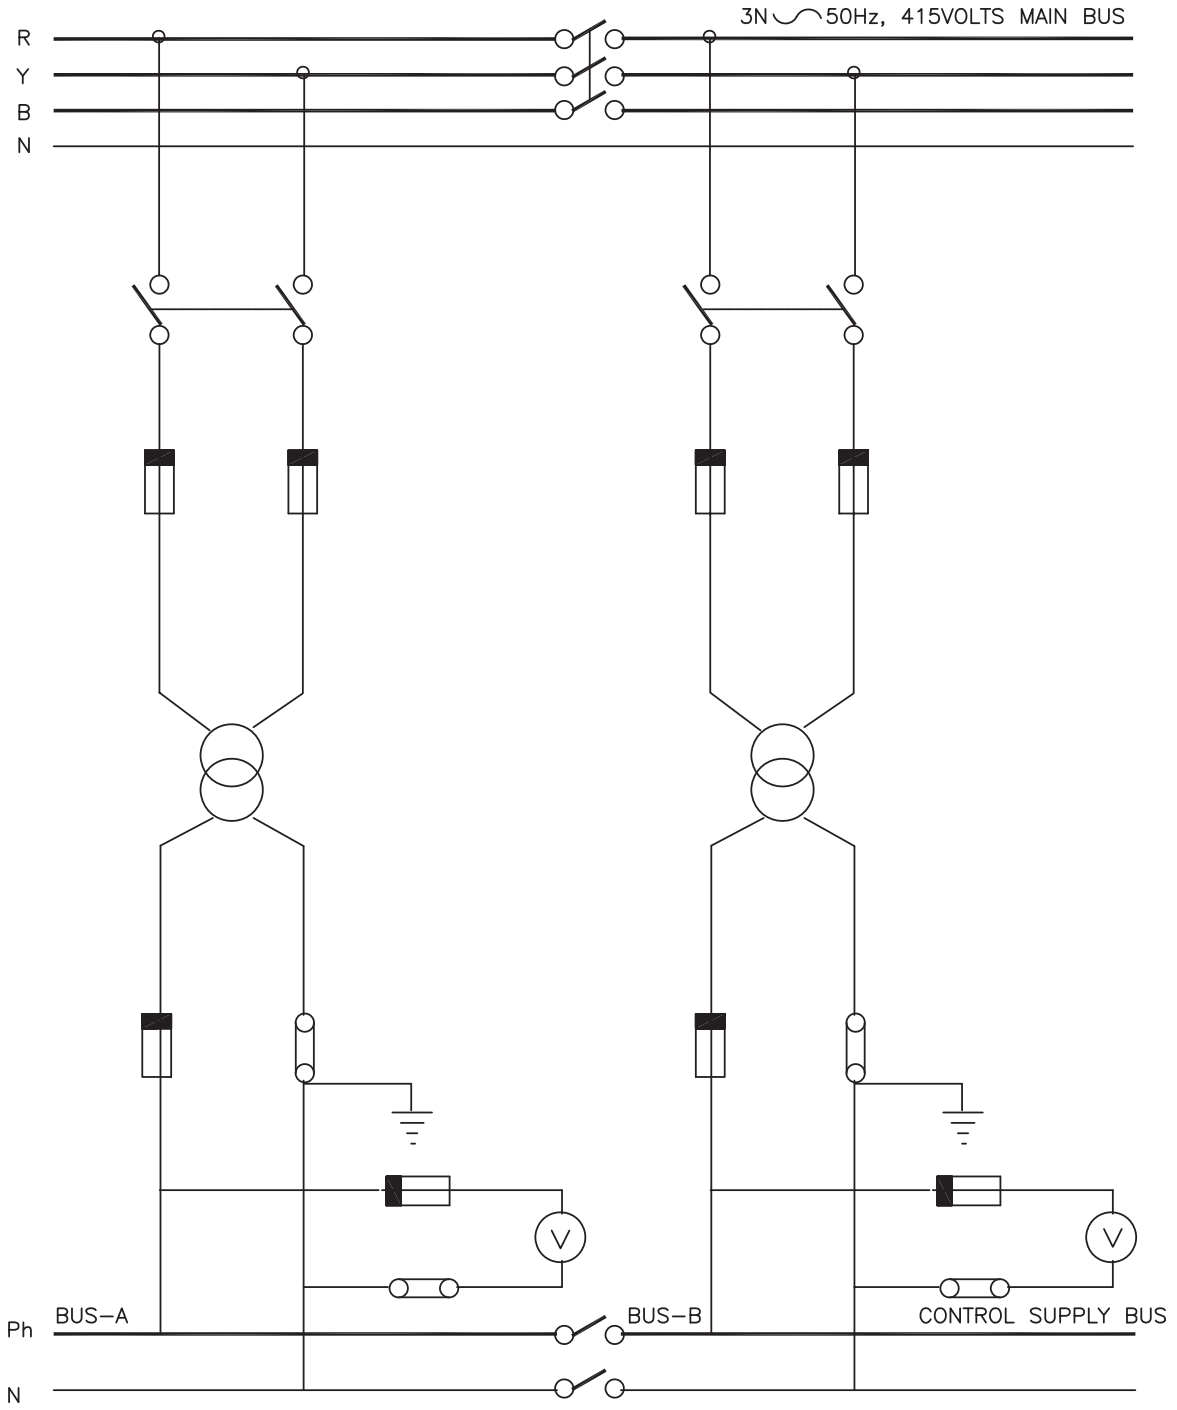 3N 50Hz, 415VOLTS MAIN BUS
R
Y
B
N
V
V
BUS-A
BUS-B
CONTROL SUPPLY BUS
Ph
N